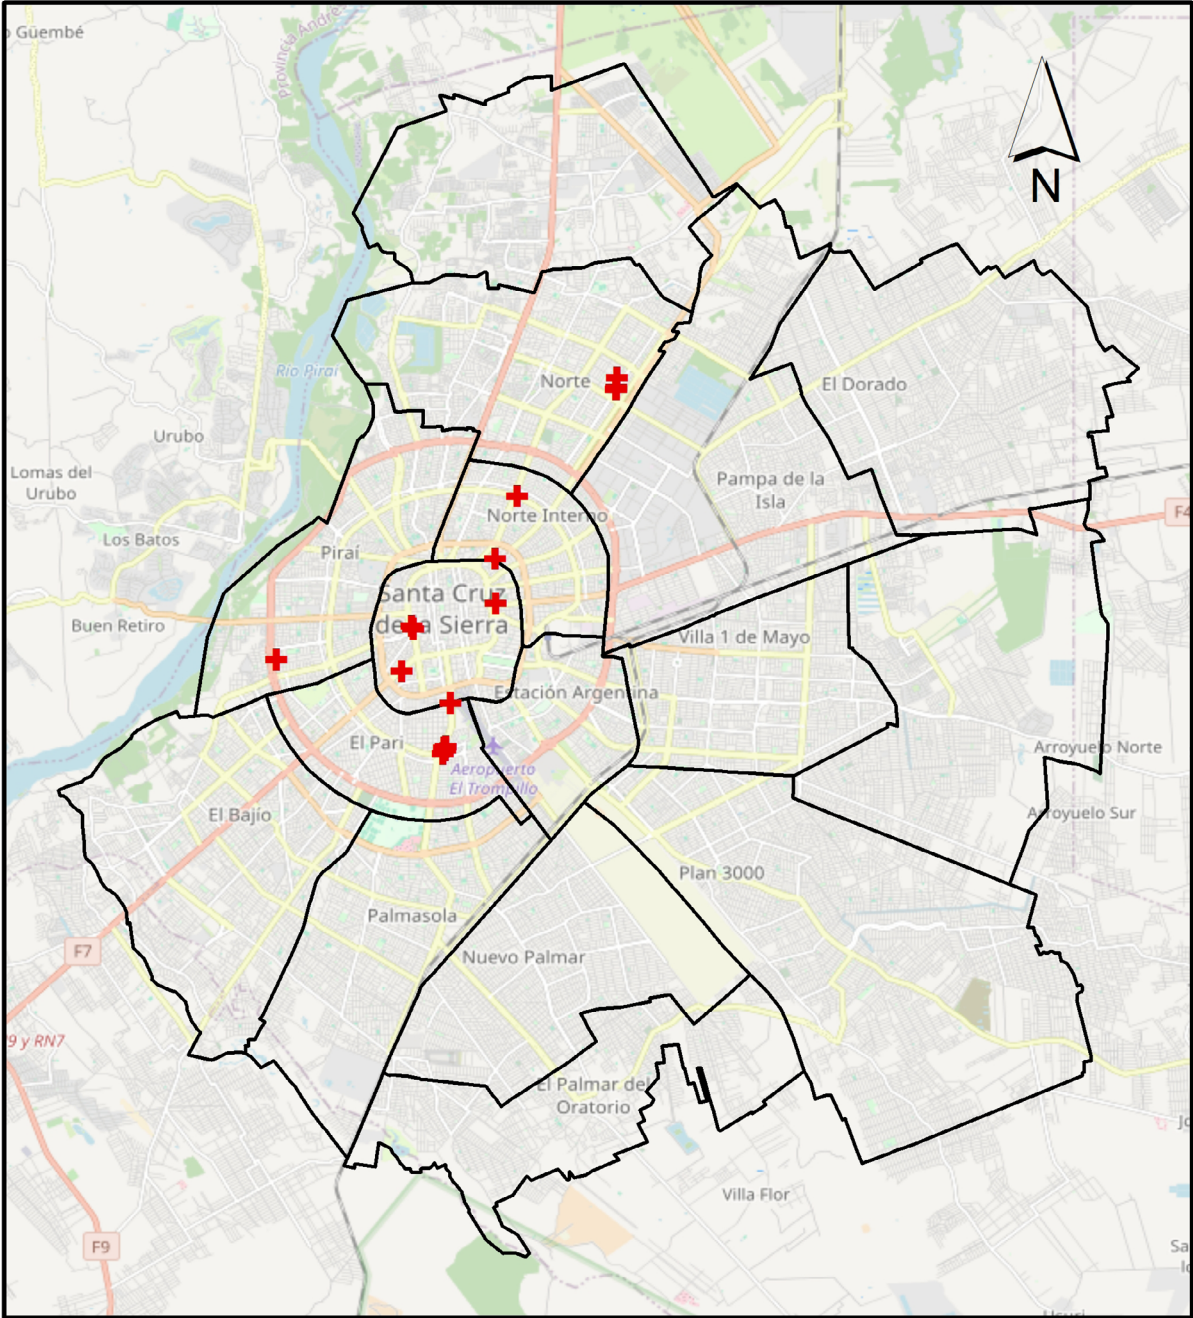 o Güembé
Provincia André
N
Río Piraí
Norte
El Dorado
Urubo
Lomas del
Urubo
Pampa de la
Isla
F4
Norte Interno
Los Batos
Piraí
Santa Cruz
de la Sierra
Buen Retiro
Villa 1 de Mayo
Estación Argentina
El Pari
Aeropuerto
El Trompillo
Arroyuelo Norte
El Bajío
Arroyuelo Sur
Plan 3000
Palmasola
F7
Nuevo Palmar
9 y RN7
El Palmar del
Oratorio
Villa Flor
F9
Sa